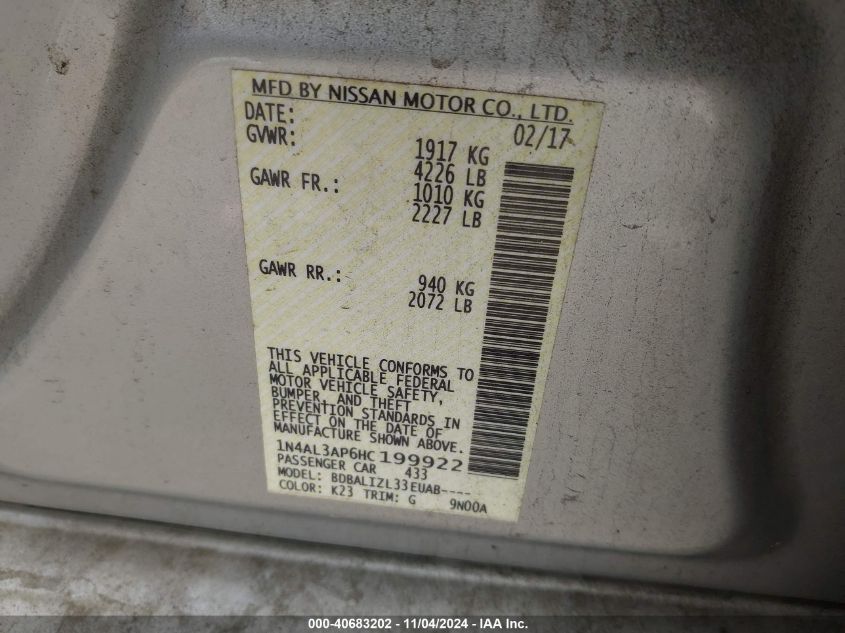 MFD BY NISSAN MOTOR CO., LTD.
DATE: 02/17
GVWR: 1917 KG
4226 LB
GAWR FR.: 1010 KG
2227 LB
GAWR RR.: 940 KG
2072 LB
THIS VEHICLE CONFORMS TO
ALL APPLICABLE FEDERAL
MOTOR VEHICLE SAFETY,
BUMPER, AND THEFT
PREVENTION STANDARDS IN
EFFECT ON THE DATE OF
MANUFACTURE SHOWN ABOVE.
1N4AL3AP6HC199922
PASSENGER CAR 433
MODEL: BDBALIZL33EUAB----
COLOR: K23 TRIM: G 9N00A
000-40683202 - 11/04/2024 - IAA Inc.